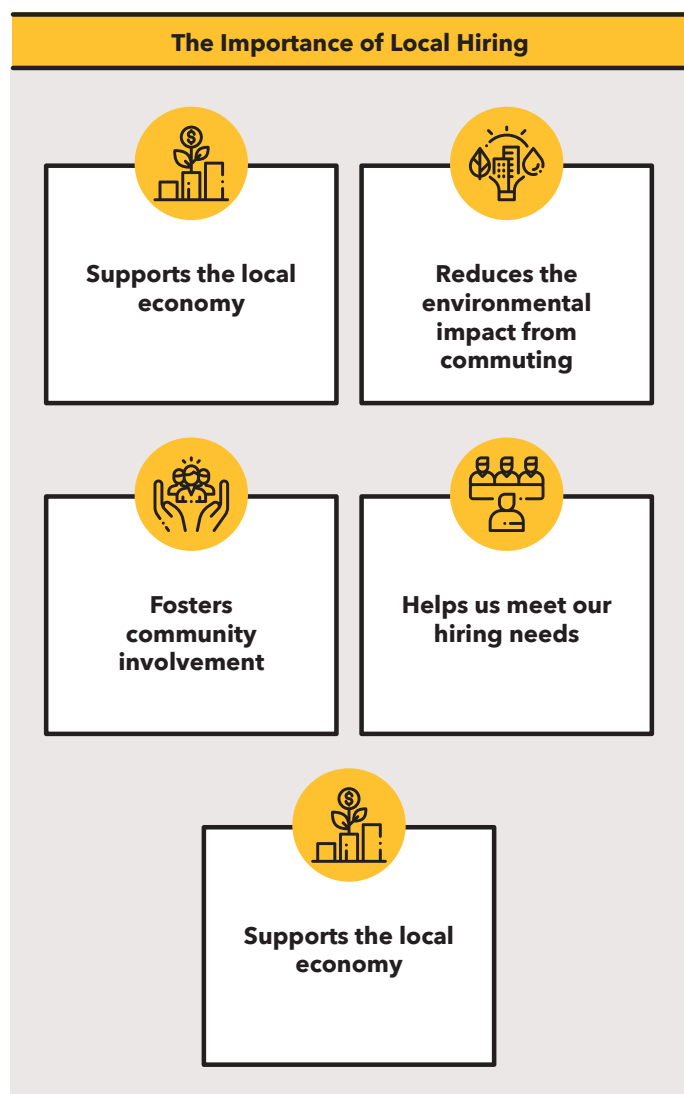 The Importance of Local Hiring
Supports the local
economy
Reduces the
environmental
impact from
commuting
Fosters
community
involvement
Helps us meet our
hiring needs
Supports the local
economy